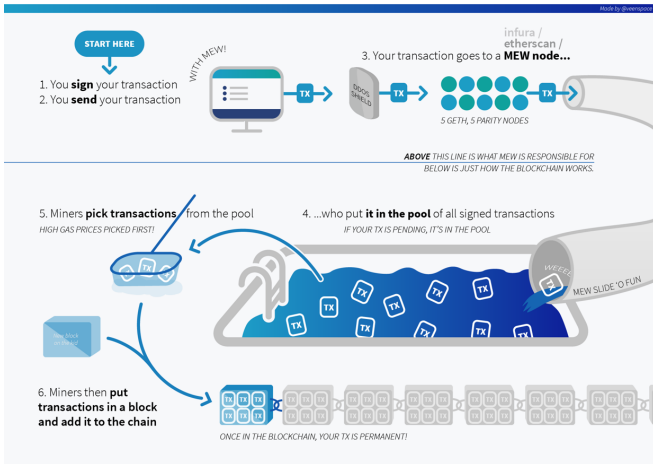 Made by @veenspace
START HERE
1. You sign your transaction
2. You send your transaction
WITH MEW!
TX
DDOS
SHIELD
TX
infura /
etherscan /
3. Your transaction goes to a MEW node...
5 GETH, 5 PARITY NODES
TX
ABOVE THIS LINE IS WHAT MEW IS RESPONSIBLE FOR
BELOW IS JUST HOW THE BLOCKCHAIN WORKS.
5. Miners pick transactions from the pool
HIGH GAS PRICES PICKED FIRST!
TX
4. ...who put it in the pool of all signed transactions
IF YOUR TX IS PENDING, IT'S IN THE POOL
WEEEE
TX
MEW SLIDE 'O FUN
TX TX TX TX TX
TX TX TX TX TX
6. Miners then put
transactions in a block
and add it to the chain
TX TX TX
TX TX TX
ONCE IN THE BLOCKCHAIN, YOUR TX IS PERMANENT!